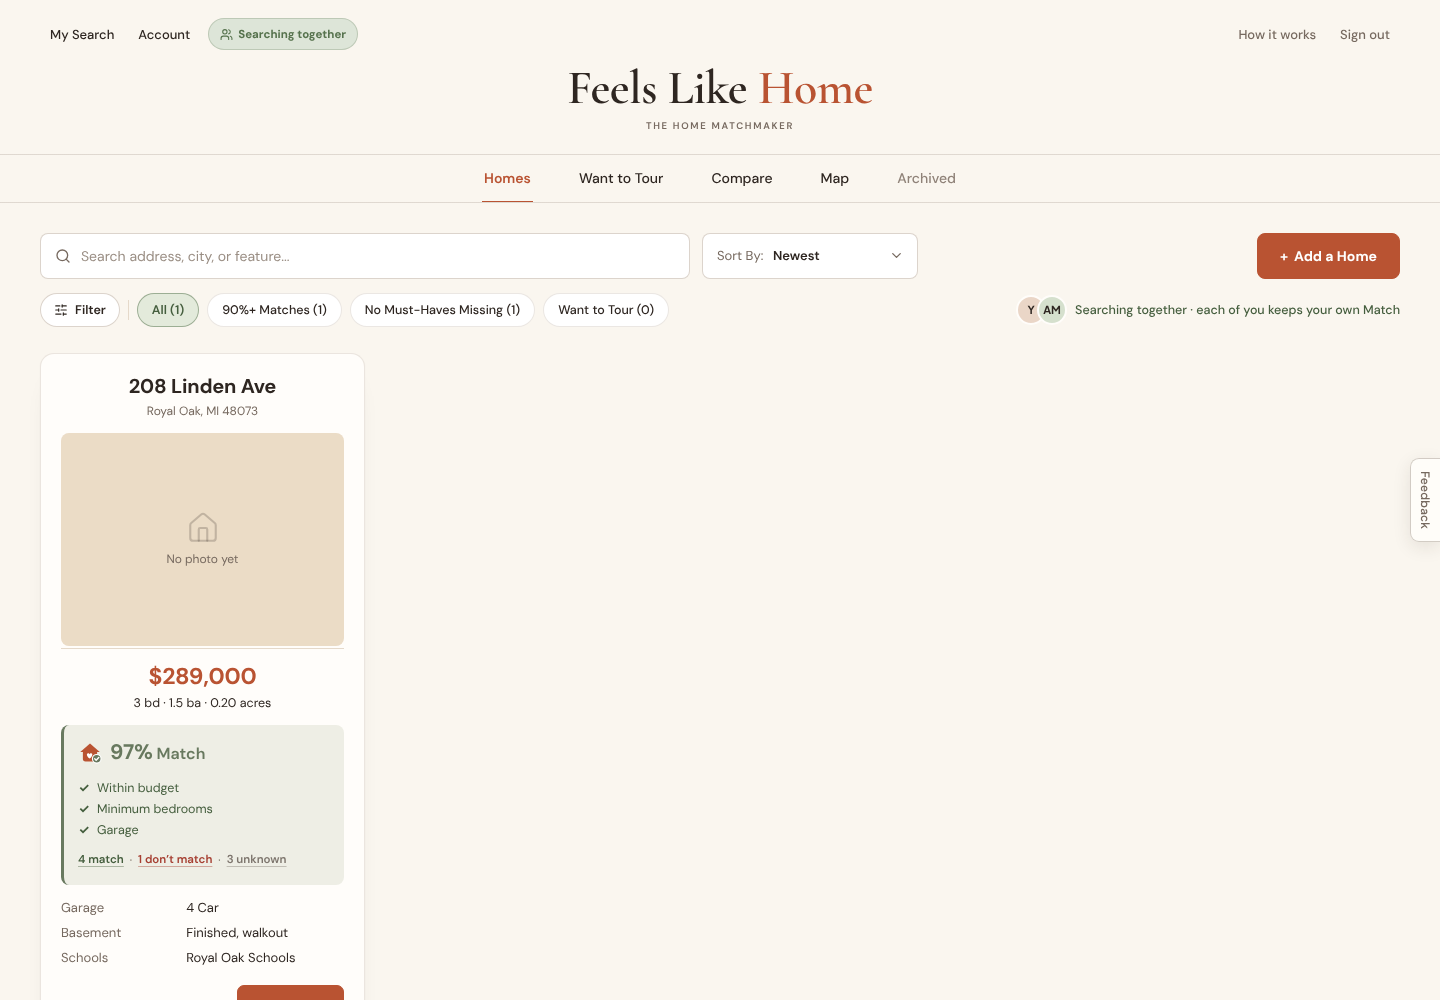 My Search Account Searching together How it works Sign out
Feels Like Home
THE HOME MATCHMAKER
Homes Want to Tour Compare Map Archived
Search address, city, or feature... Sort By: Newest + Add a Home
Filter All (1) 90%+ Matches (1) No Must-Haves Missing (1) Want to Tour (0) Y AM Searching together · each of you keeps your own Match
208 Linden Ave
Royal Oak, MI 48073
No photo yet
Feedback
$289,000
3 bd · 1.5 ba · 0.20 acres
97% Match
Within budget
Minimum bedrooms
Garage
4 match · 1 don't match · 3 unknown
Garage 4 Car
Basement Finished, walkout
Schools Royal Oak Schools